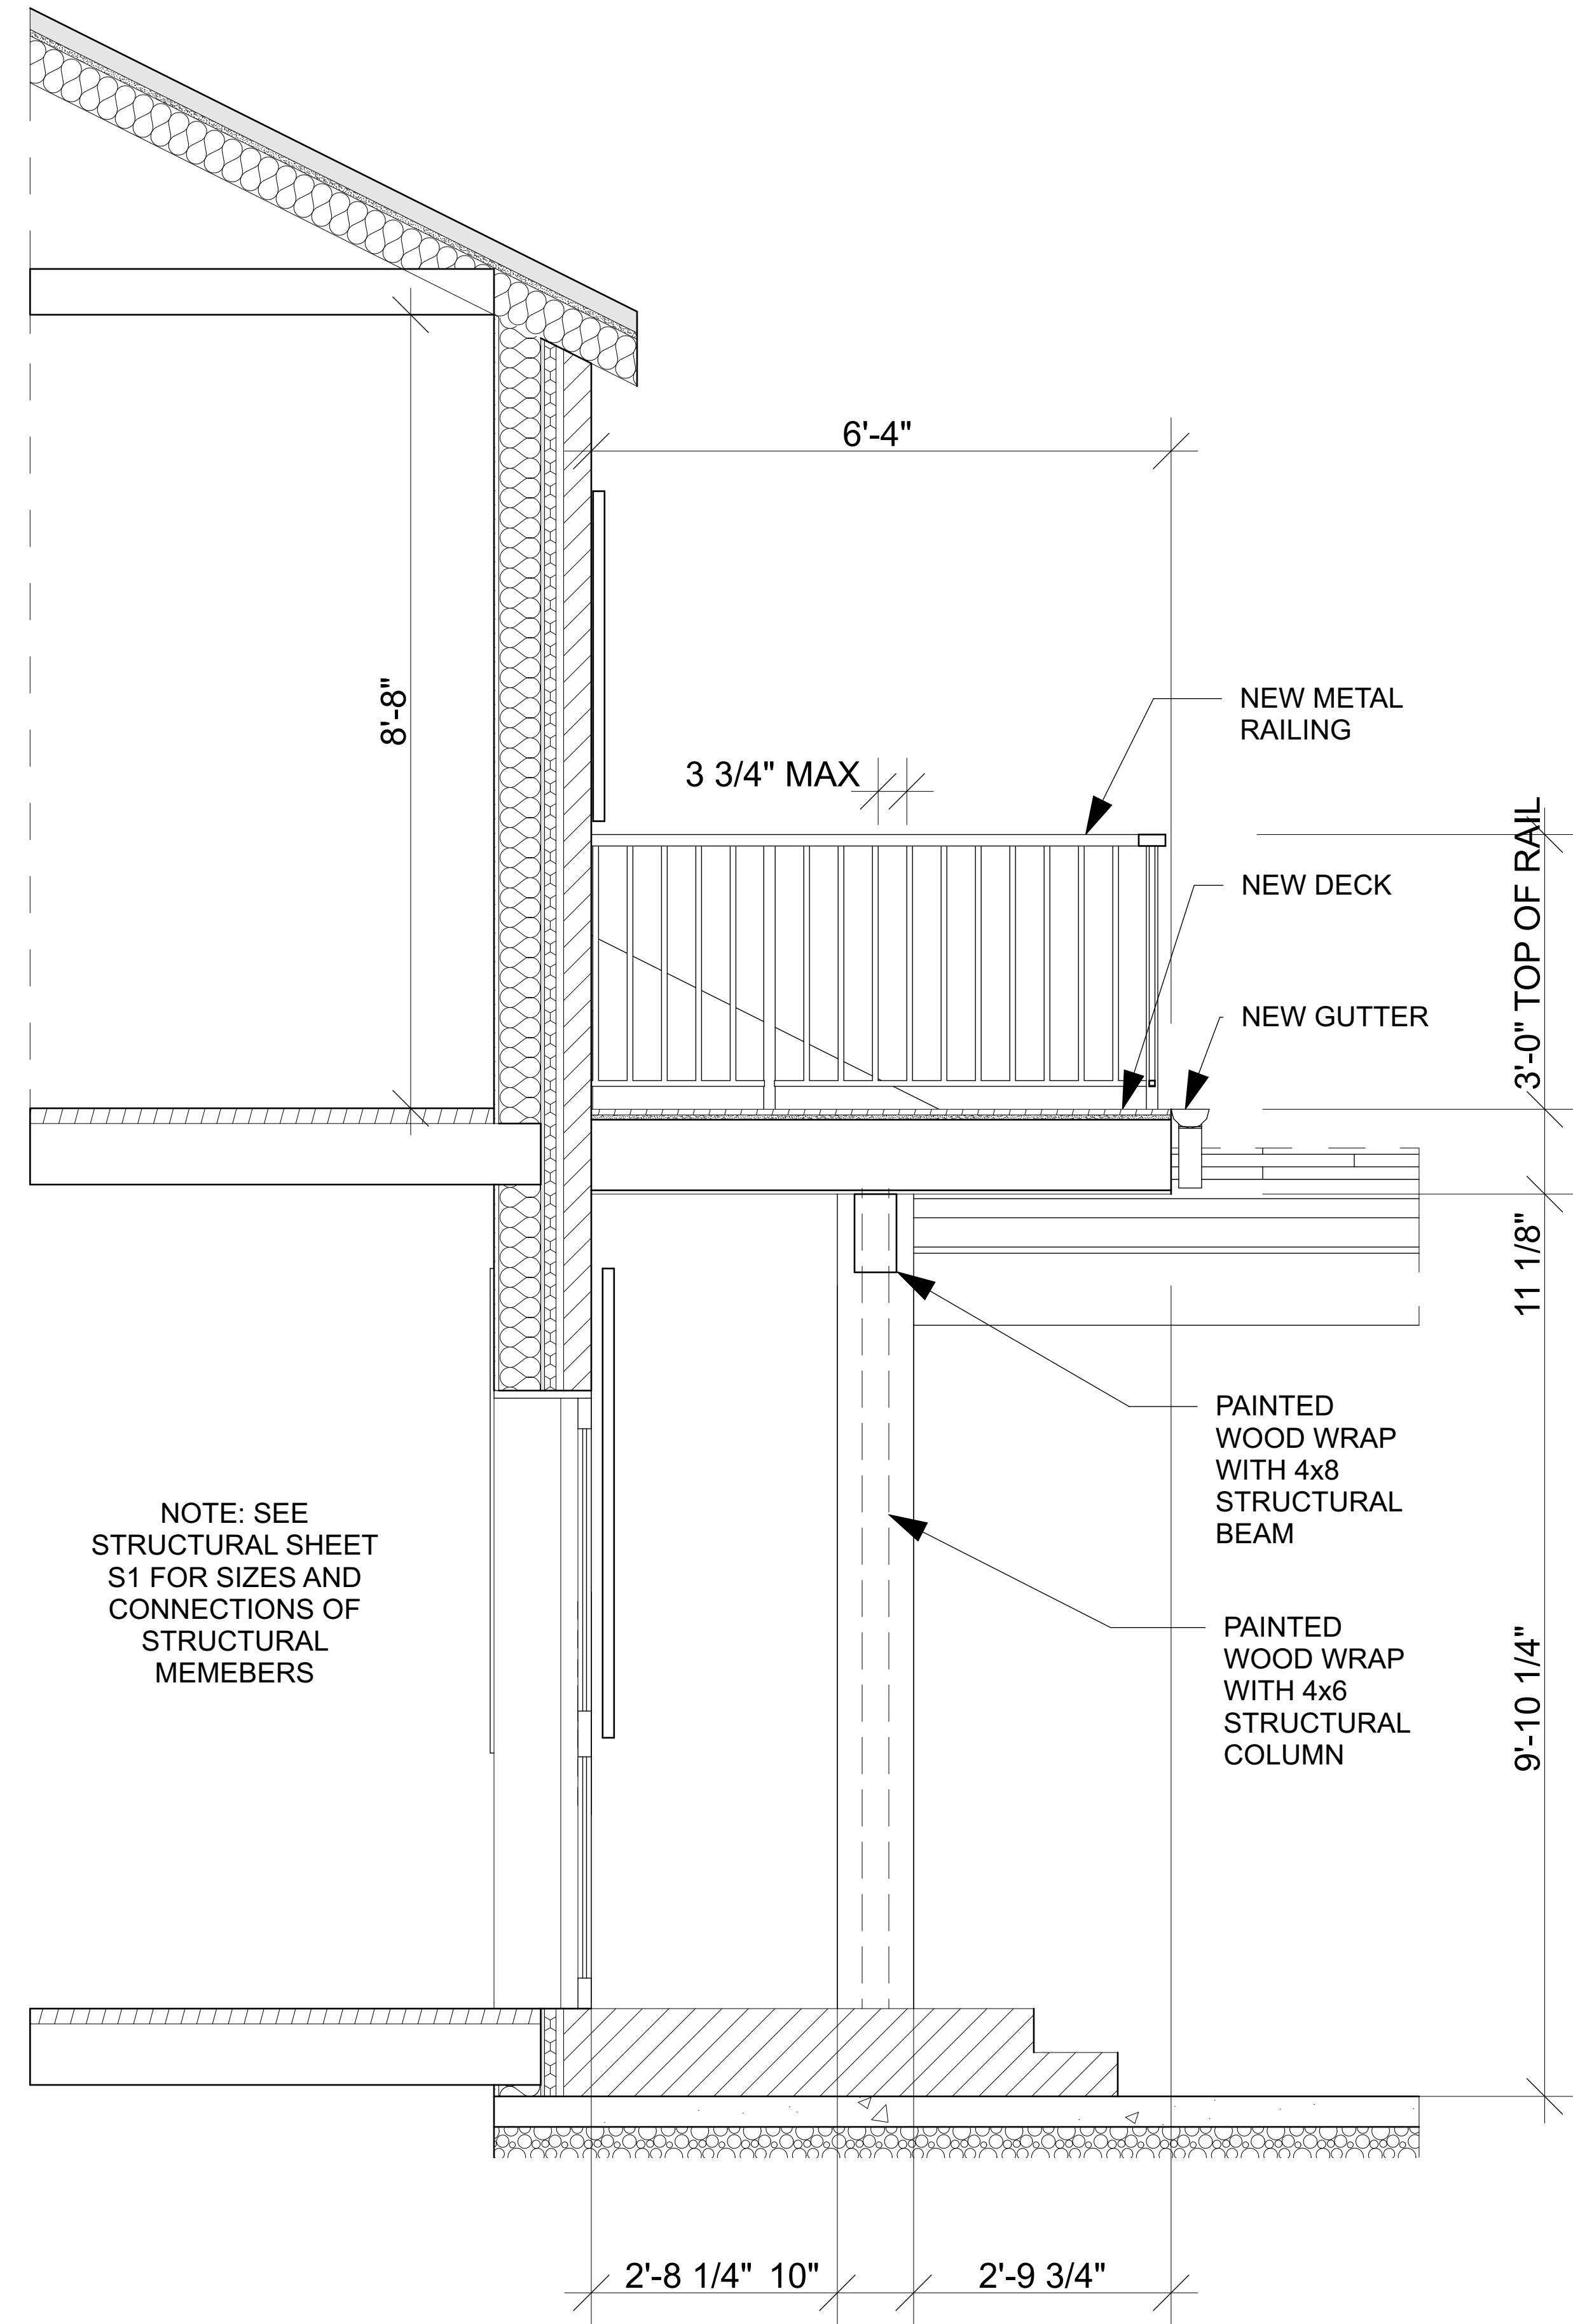 6'-4"
8'-8"
NEW METAL
RAILING
3 3/4" MAX
3'-0" TOP OF RAIL
NEW DECK
NEW GUTTER
11 1/8"
PAINTED
WOOD WRAP
WITH 4x8
STRUCTURAL
BEAM
NOTE: SEE
STRUCTURAL SHEET
S1 FOR SIZES AND
CONNECTIONS OF
STRUCTURAL
MEMEBERS
PAINTED
WOOD WRAP
WITH 4x6
STRUCTURAL
COLUMN
9'-10 1/4"
2'-8 1/4" 10" 2'-9 3/4"